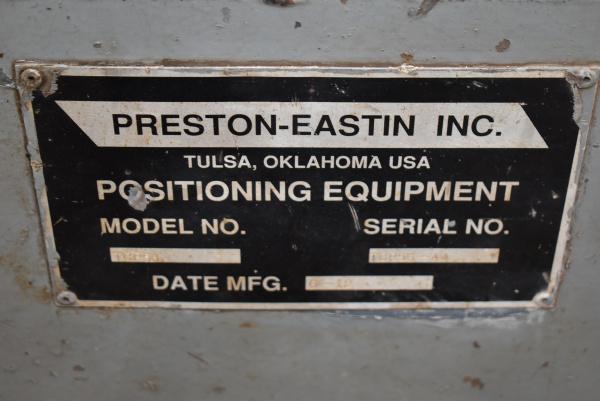 PRESTON-EASTIN INC.
TULSA, OKLAHOMA USA
POSITIONING EQUIPMENT
MODEL NO. SERIAL NO.
DATE MFG.